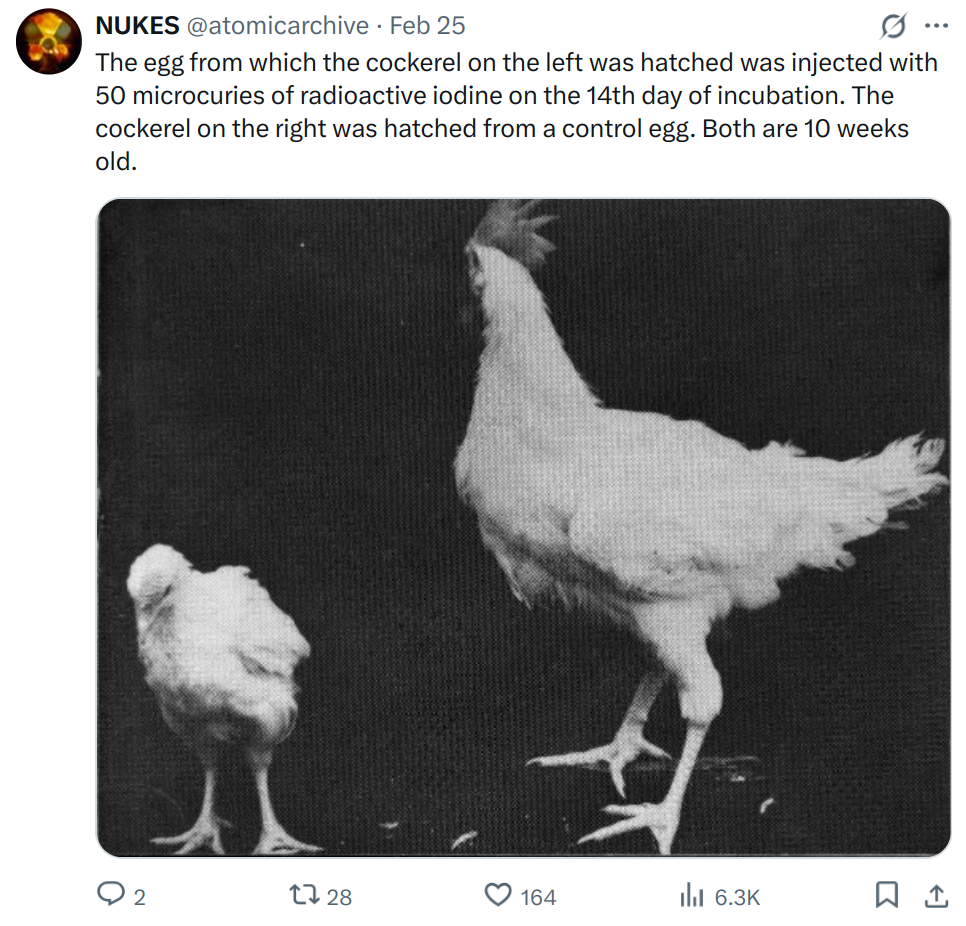 NUKES @atomicarchive · Feb 25
The egg from which the cockerel on the left was hatched was injected with
50 microcuries of radioactive iodine on the 14th day of incubation. The
cockerel on the right was hatched from a control egg. Both are 10 weeks
old.
2 28 164 6.3K